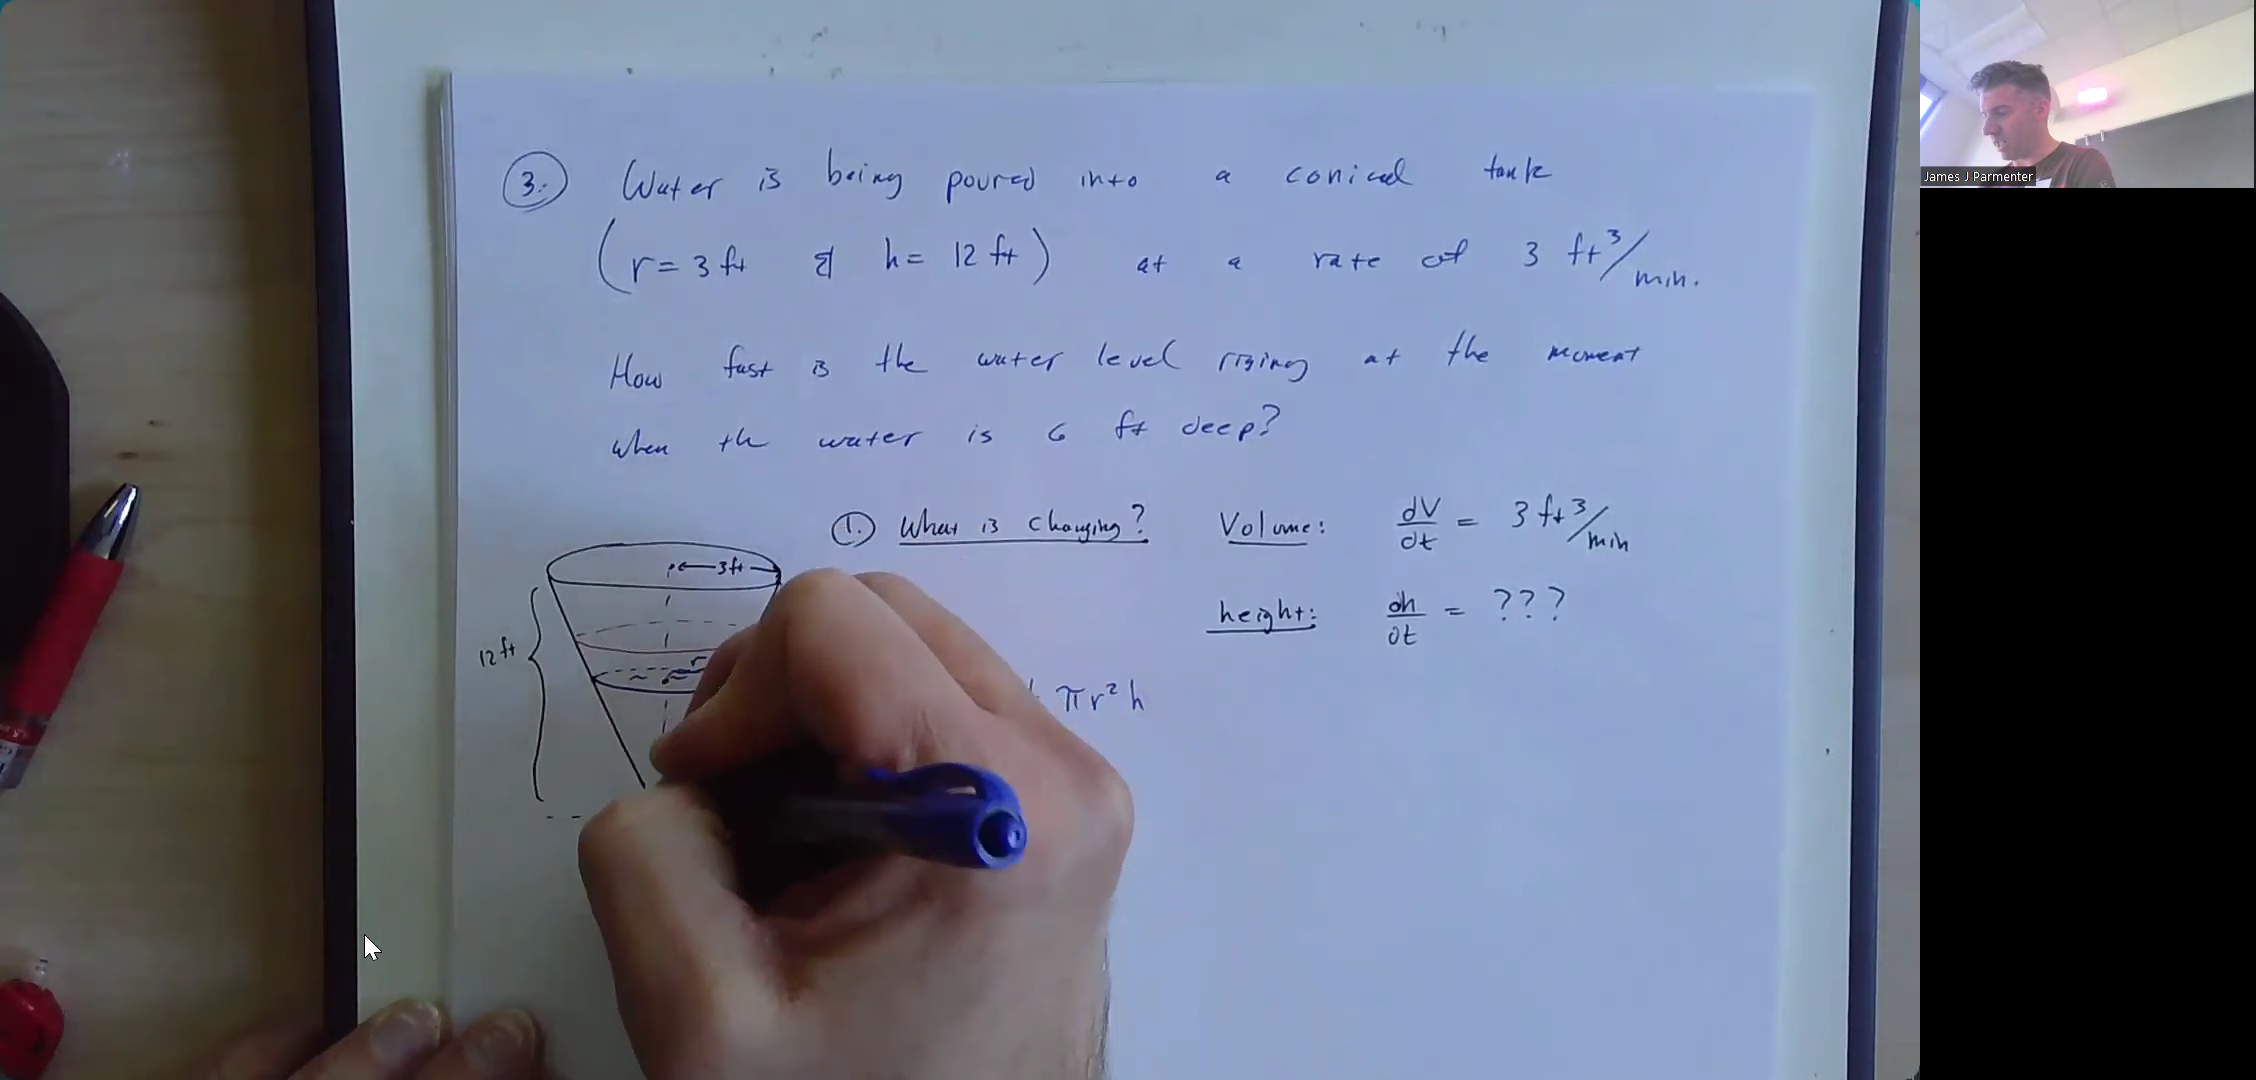 3. Water is being poured into a conical tank
(r = 3 ft & h = 12 ft) at a rate of 3 ft³/min.
How fast is the water level rising at the moment
when th water is 6 ft deep?
1. What is Changing? Volume: dV/dt = 3 ft³/min
height: dh/dt = ???
3 ft
12 ft
r
πr²h
James J Parmenter